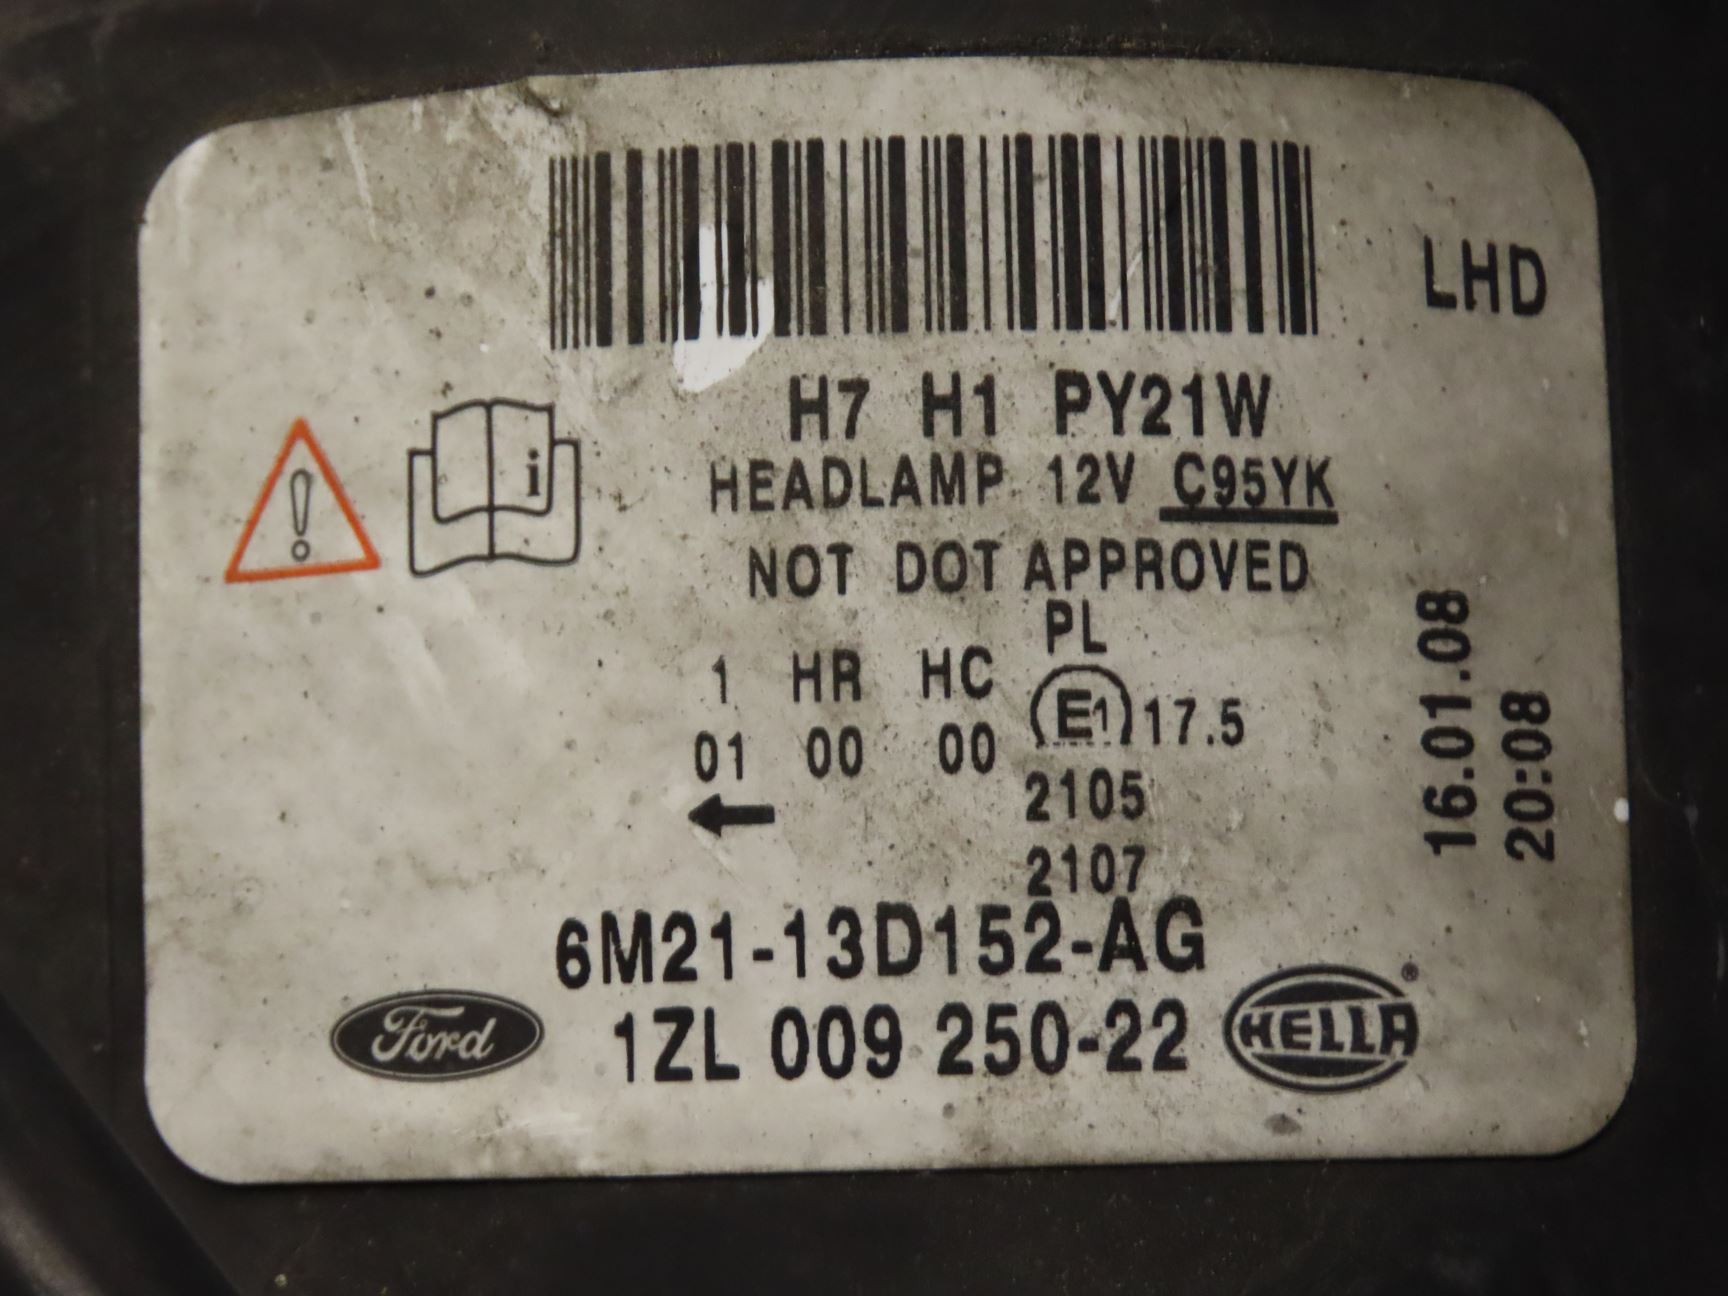 LHD
H7 H1 PY21W
HEADLAMP 12V C95YK
NOT DOT APPROVED
PL
1 HR HC
E1 17.5
01 00 00
2105
2107
16.01.08
20:08
6M21-13D152-AG
Ford 1ZL 009 250-22 HELLA ®
i